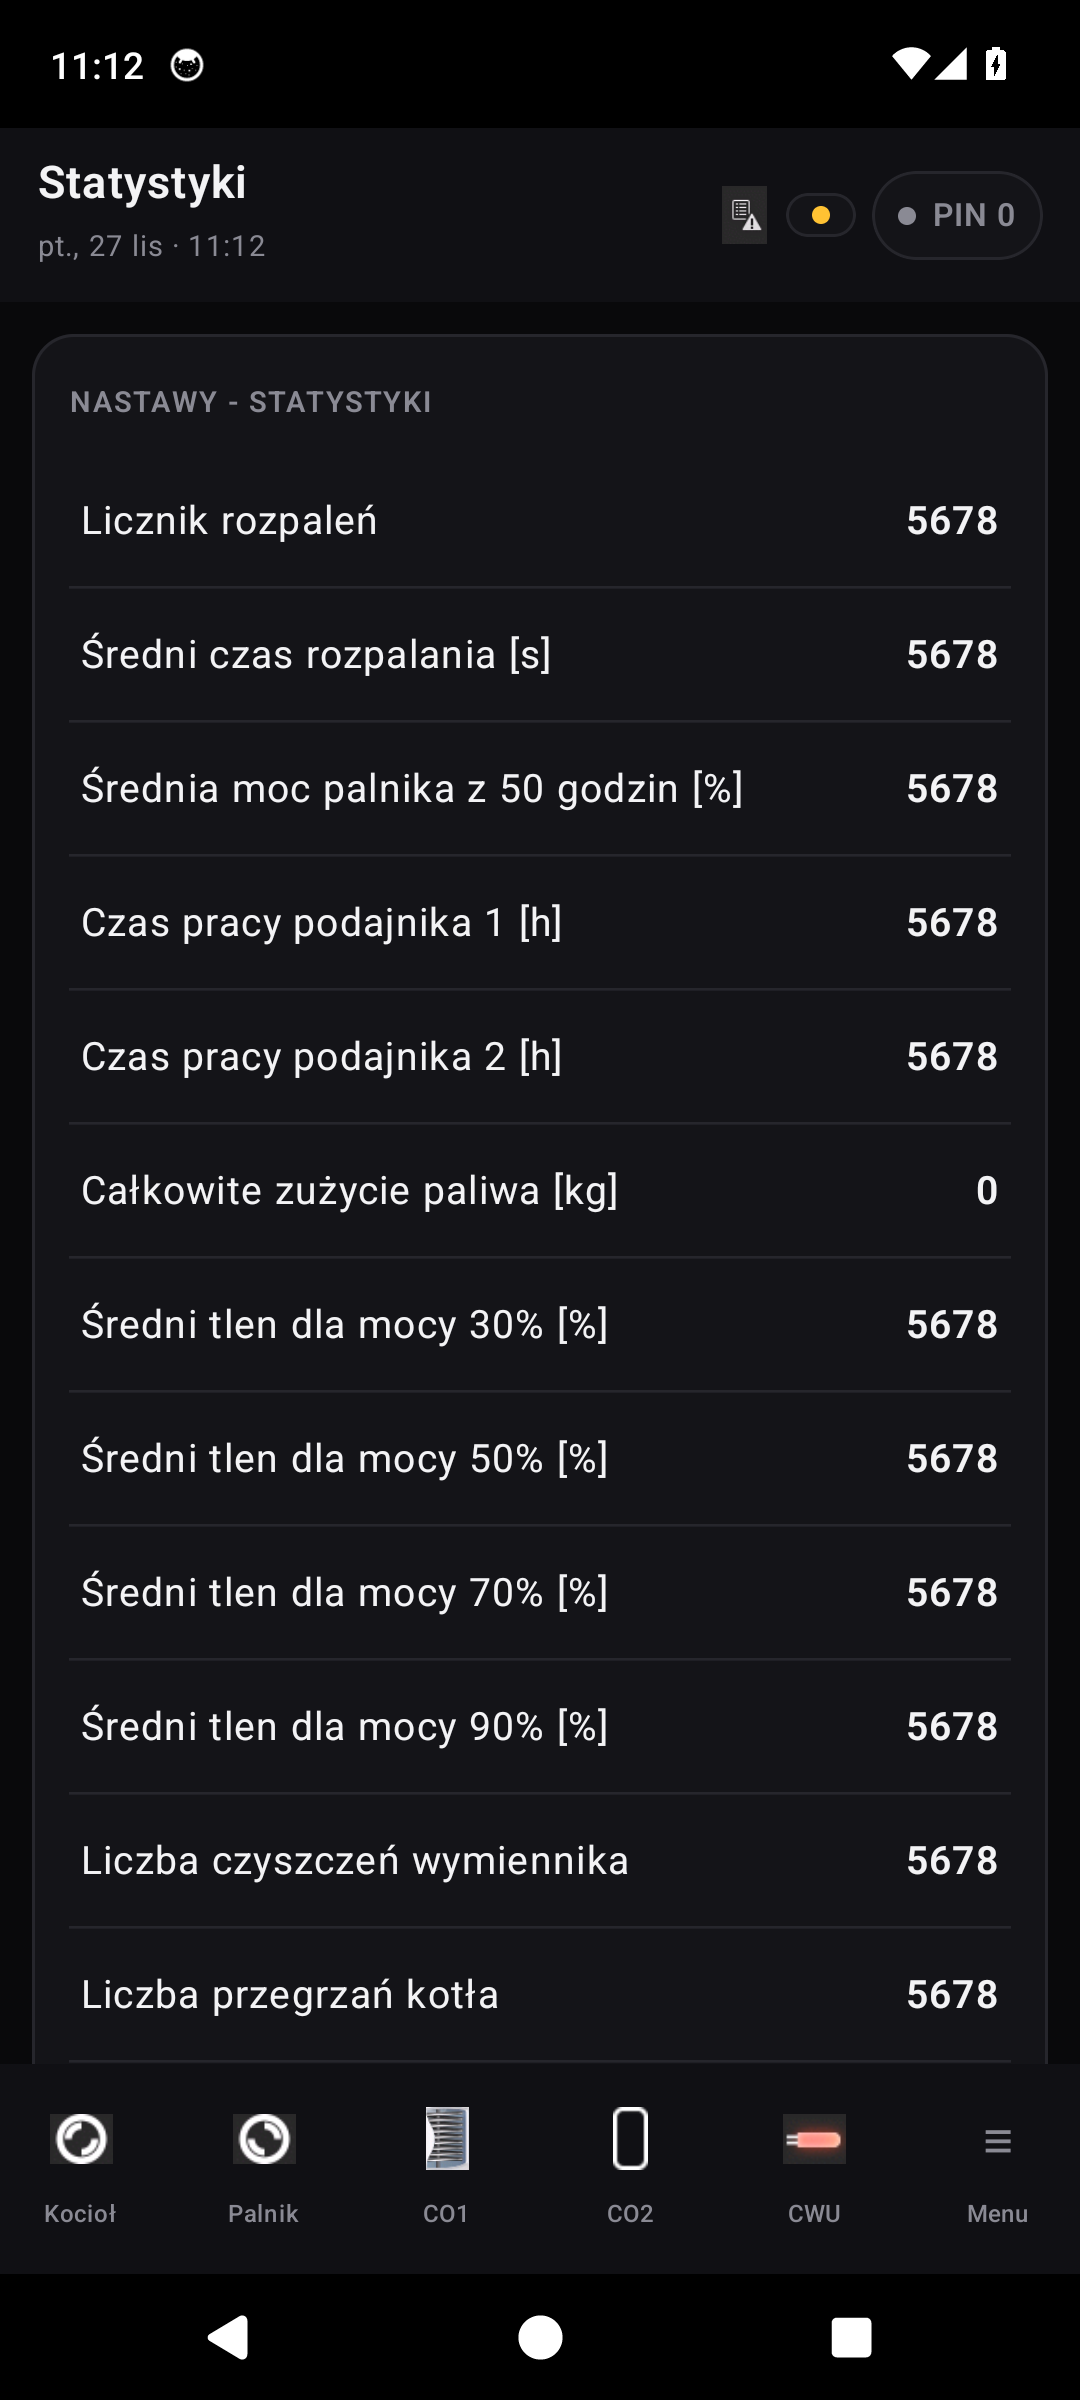 11:12
Statystyki
pt., 27 lis · 11:12
PIN 0
NASTAWY - STATYSTYKI
Licznik rozpaleń 5678
Średni czas rozpalania [s] 5678
Średnia moc palnika z 50 godzin [%] 5678
Czas pracy podajnika 1 [h] 5678
Czas pracy podajnika 2 [h] 5678
Całkowite zużycie paliwa [kg] 0
Średni tlen dla mocy 30% [%] 5678
Średni tlen dla mocy 50% [%] 5678
Średni tlen dla mocy 70% [%] 5678
Średni tlen dla mocy 90% [%] 5678
Liczba czyszczeń wymiennika 5678
Liczba przegrzań kotła 5678
Kocioł Palnik CO1 CO2 CWU Menu